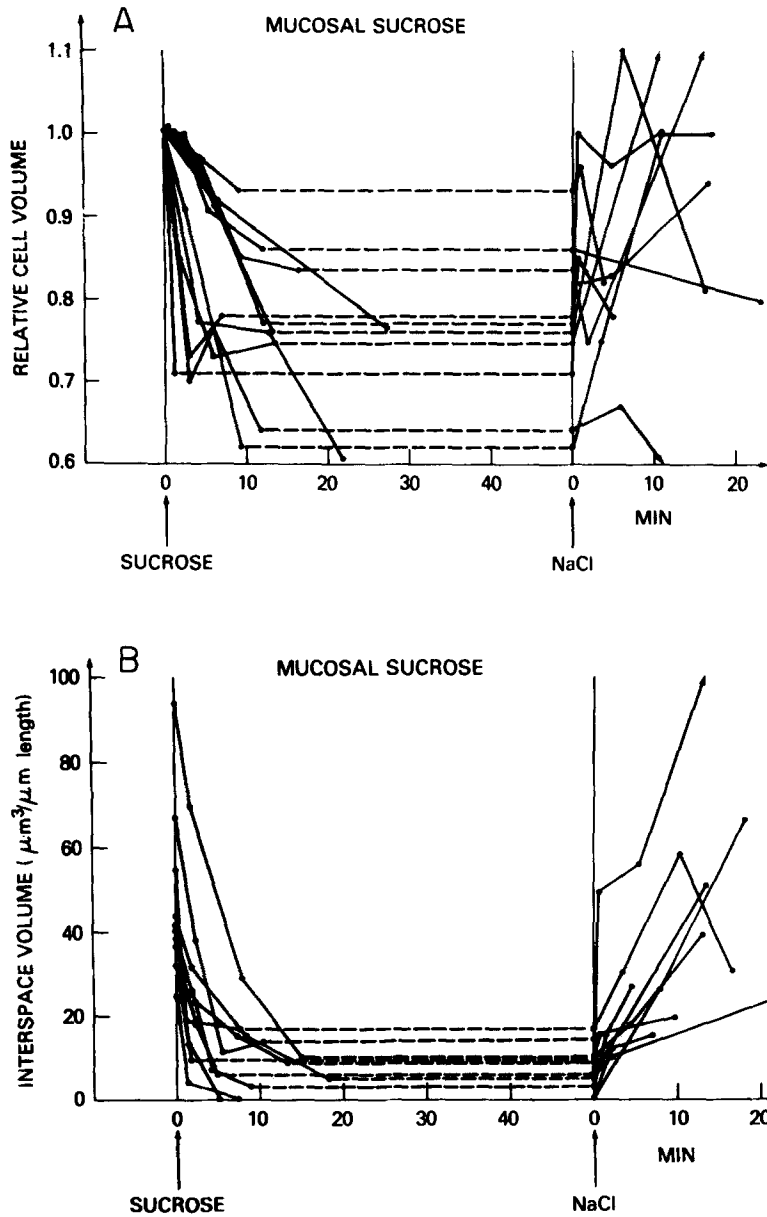 A
MUCOSAL SUCROSE
RELATIVE CELL VOLUME
1.1
1.0
0.9
0.8
0.7
0.6
0 10 20 30 40 0 10 20
MIN
SUCROSE NaCl
B
MUCOSAL SUCROSE
INTERSPACE VOLUME ( μm³/μm length)
100
80
60
40
20
0
0 10 20 30 40 0 10 20
MIN
SUCROSE NaCl